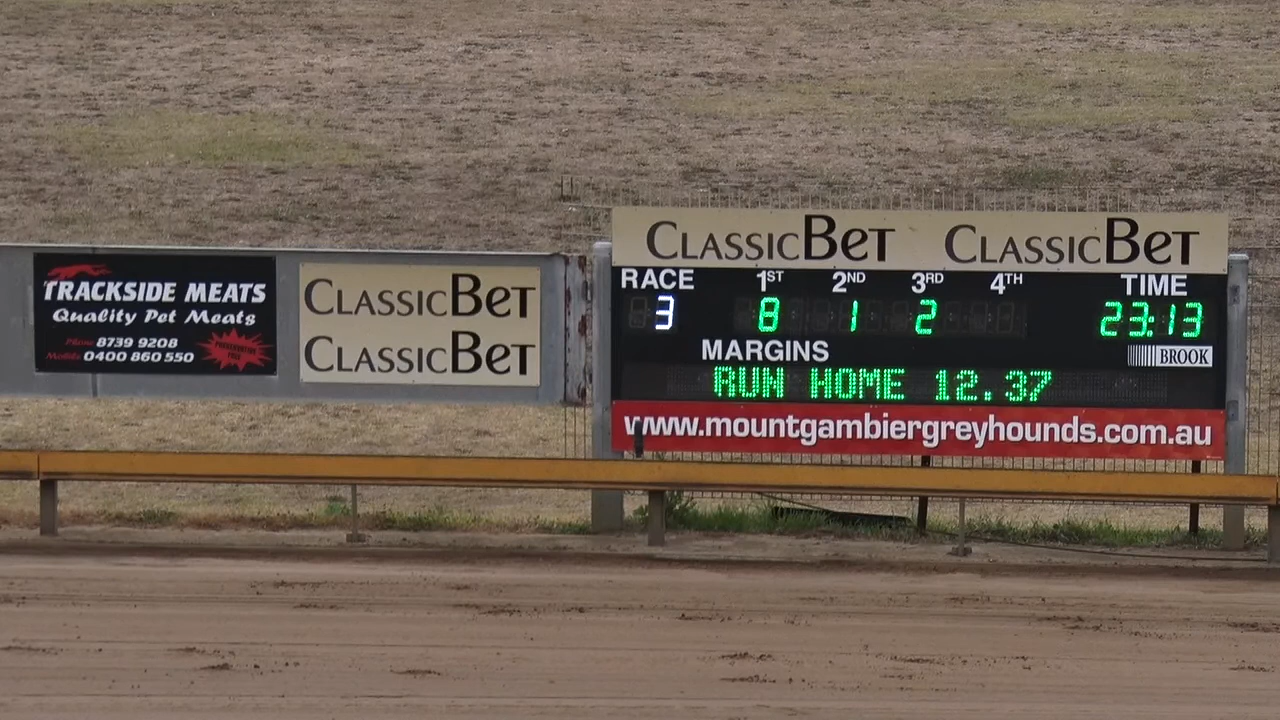 TRACKSIDE MEATS
Quality Pet Meats
Phone 8739 9208
Mobile 0400 860 550
PRESERVATIVE FREE
CLASSICBET
CLASSICBET
CLASSICBET CLASSICBET
RACE 1ST 2ND 3RD 4TH TIME
3 8 1 2 23:13
MARGINS BROOK
RUN HOME 12.37
www.mountgambiergreyhounds.com.au